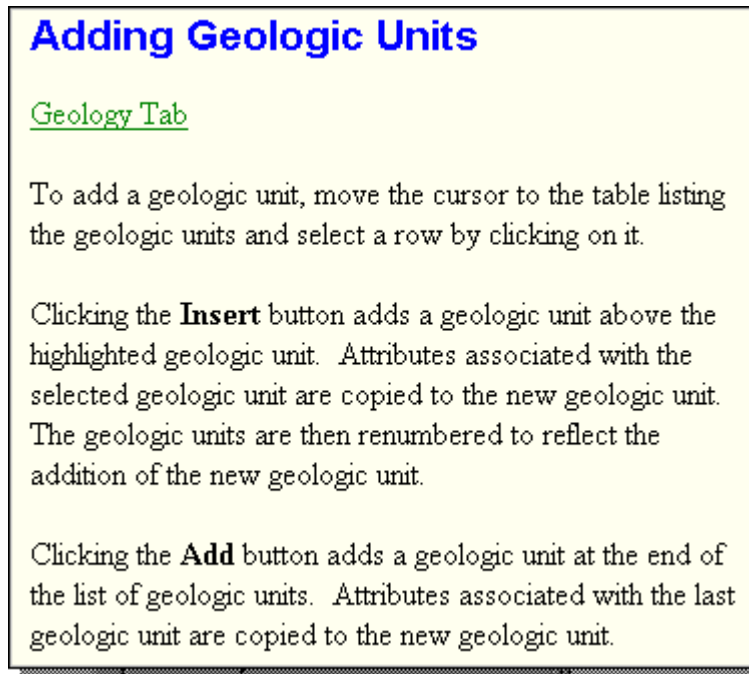 Adding Geologic Units
Geology Tab
To add a geologic unit, move the cursor to the table listing
the geologic units and select a row by clicking on it.
Clicking the Insert button adds a geologic unit above the
highlighted geologic unit.  Attributes associated with the
selected geologic unit are copied to the new geologic unit.
The geologic units are then renumbered to reflect the
addition of the new geologic unit.
Clicking the Add button adds a geologic unit at the end of
the list of geologic units.  Attributes associated with the last
geologic unit are copied to the new geologic unit.